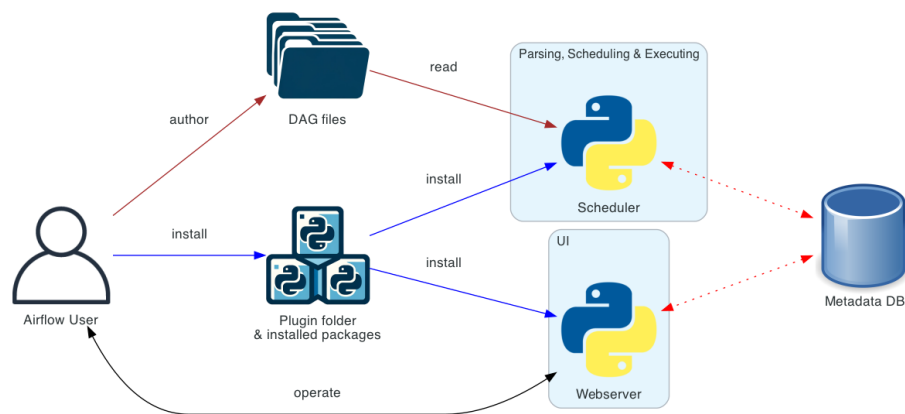 Parsing, Scheduling & Executing
read
DAG files
author
install
Scheduler
install
install
UI
Airflow User
Plugin folder
& installed packages
Metadata DB
operate
Webserver